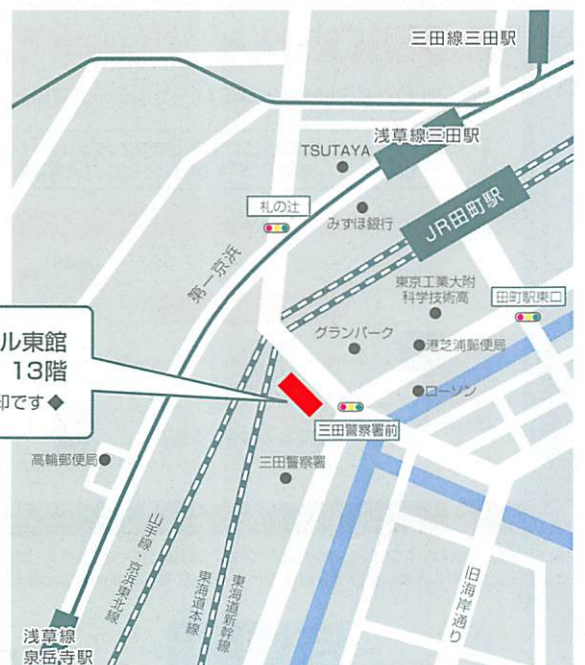 三田線三田駅
浅草線三田駅
TSUTAYA
札の辻
みずほ銀行
JR田町駅
第一京浜
東京工業大附
科学技術高
田町駅東口
グランパーク
港芝浦郵便局
ル東館
13階
印です◆
ローソン
三田警察署前
高輪郵便局
三田警察署
山手線・京浜東北線
東海道本線
東海道新幹線
旧海岸通り
浅草線
泉岳寺駅